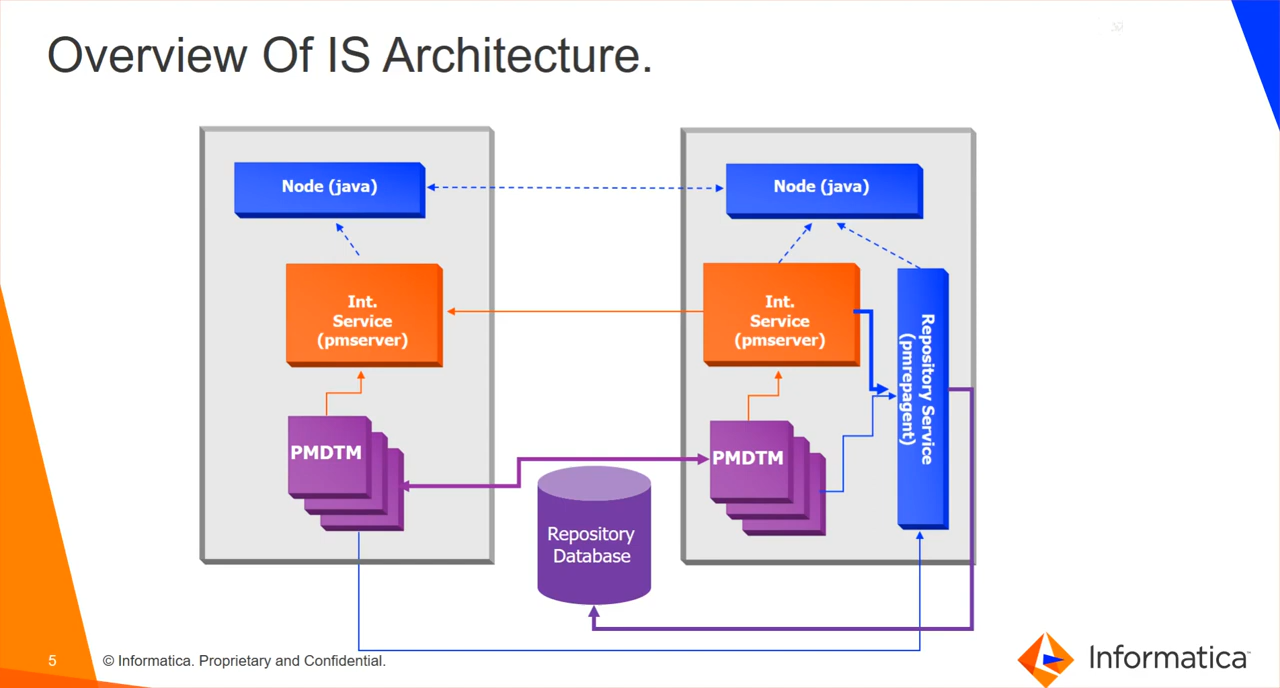 Overview Of IS Architecture.
Node (java)
Node (java)
Int.
Service
(pmserver)
Int.
Service
(pmserver)
Repository Service
(pmrepagent)
PMDTM
PMDTM
Repository
Database
5
© Informatica. Proprietary and Confidential.
Informatica